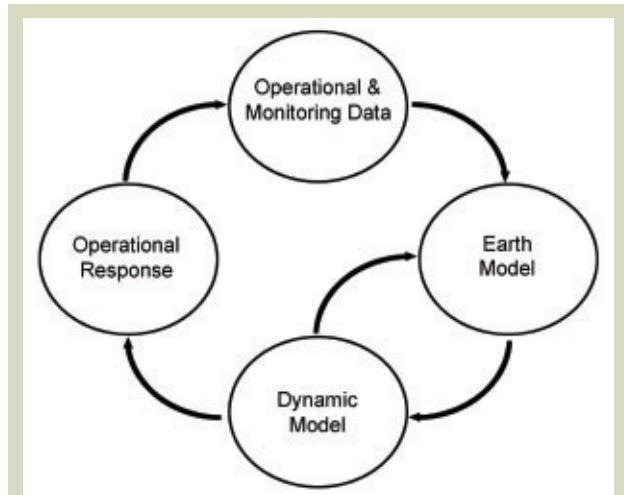 Operational &
Monitoring Data
Earth
Model
Dynamic
Model
Operational
Response